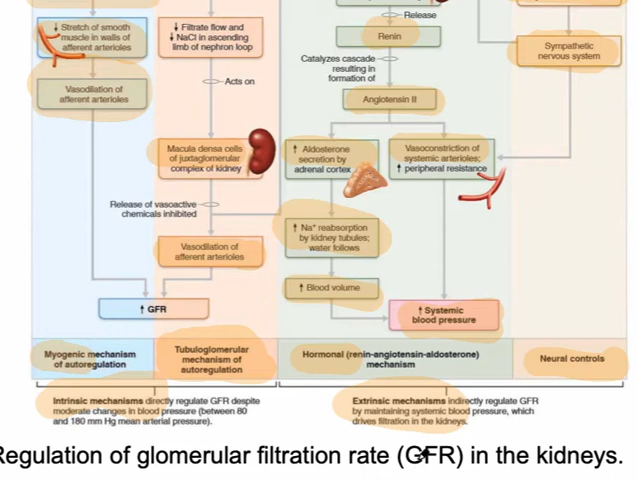 Release
↓ Stretch of smooth
muscle in walls of
afferent arterioles
↓ Filtrate flow and
↓ NaCl in ascending
limb of nephron loop
Renin
Sympathetic
nervous system
Catalyzes cascade
resulting in
formation of
Acts on
Vasodilation of
afferent arterioles
Angiotensin II
Macula densa cells
of juxtaglomerular
complex of kidney
↑ Aldosterone
secretion by
adrenal cortex
Vasoconstriction of
systemic arterioles;
↑ peripheral resistance
Release of vasoactive
chemicals inhibited
↑ Na⁺ reabsorption
by kidney tubules;
water follows
Vasodilation of
afferent arterioles
↑ Blood volume
↑ GFR
↑ Systemic
blood pressure
Myogenic mechanism
of autoregulation
Tubuloglomerular
mechanism of
autoregulation
Hormonal (renin-angiotensin-aldosterone)
mechanism
Neural controls
Intrinsic mechanisms directly regulate GFR despite
moderate changes in blood pressure (between 80
and 180 mm Hg mean arterial pressure).
Extrinsic mechanisms indirectly regulate GFR
by maintaining systemic blood pressure, which
drives filtration in the kidneys.
Regulation of glomerular filtration rate (GFR) in the kidneys.